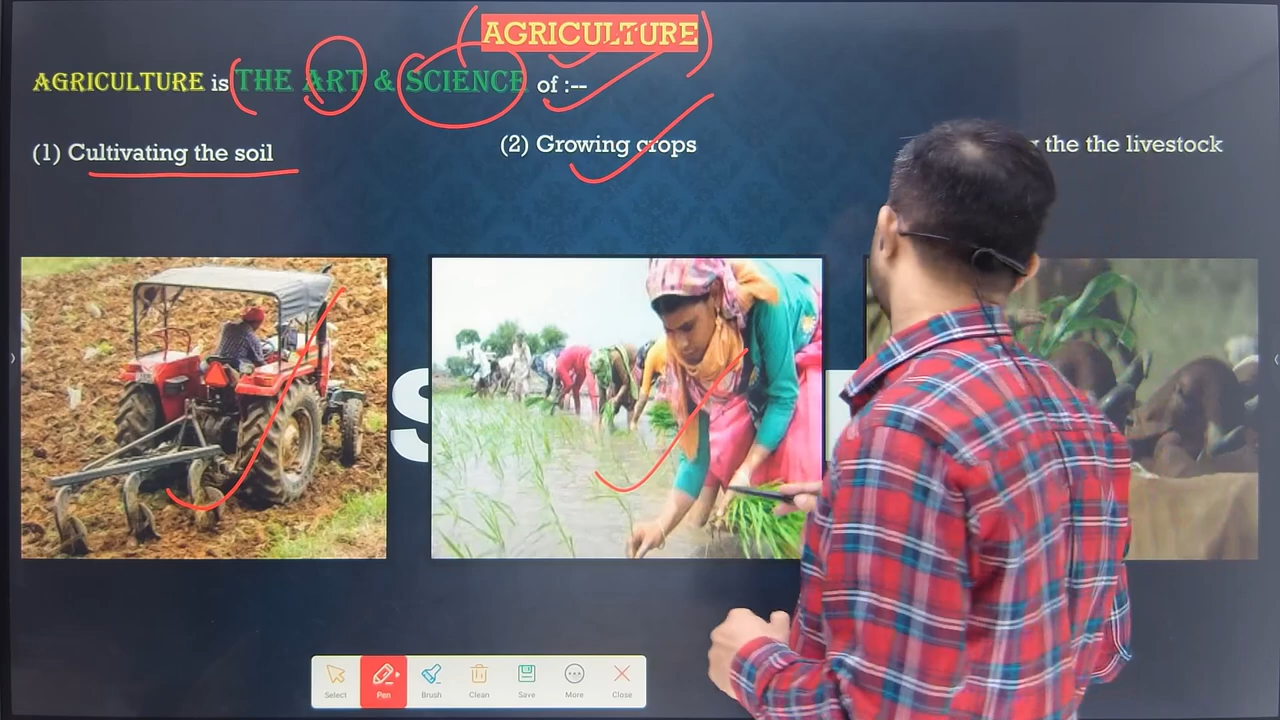 AGRICULTURE
AGRICULTURE is THE ART & SCIENCE of :--
(1) Cultivating the soil
(2) Growing crops
the the livestock
S
Select
Pen
Brush
Clean
Save
More
Close